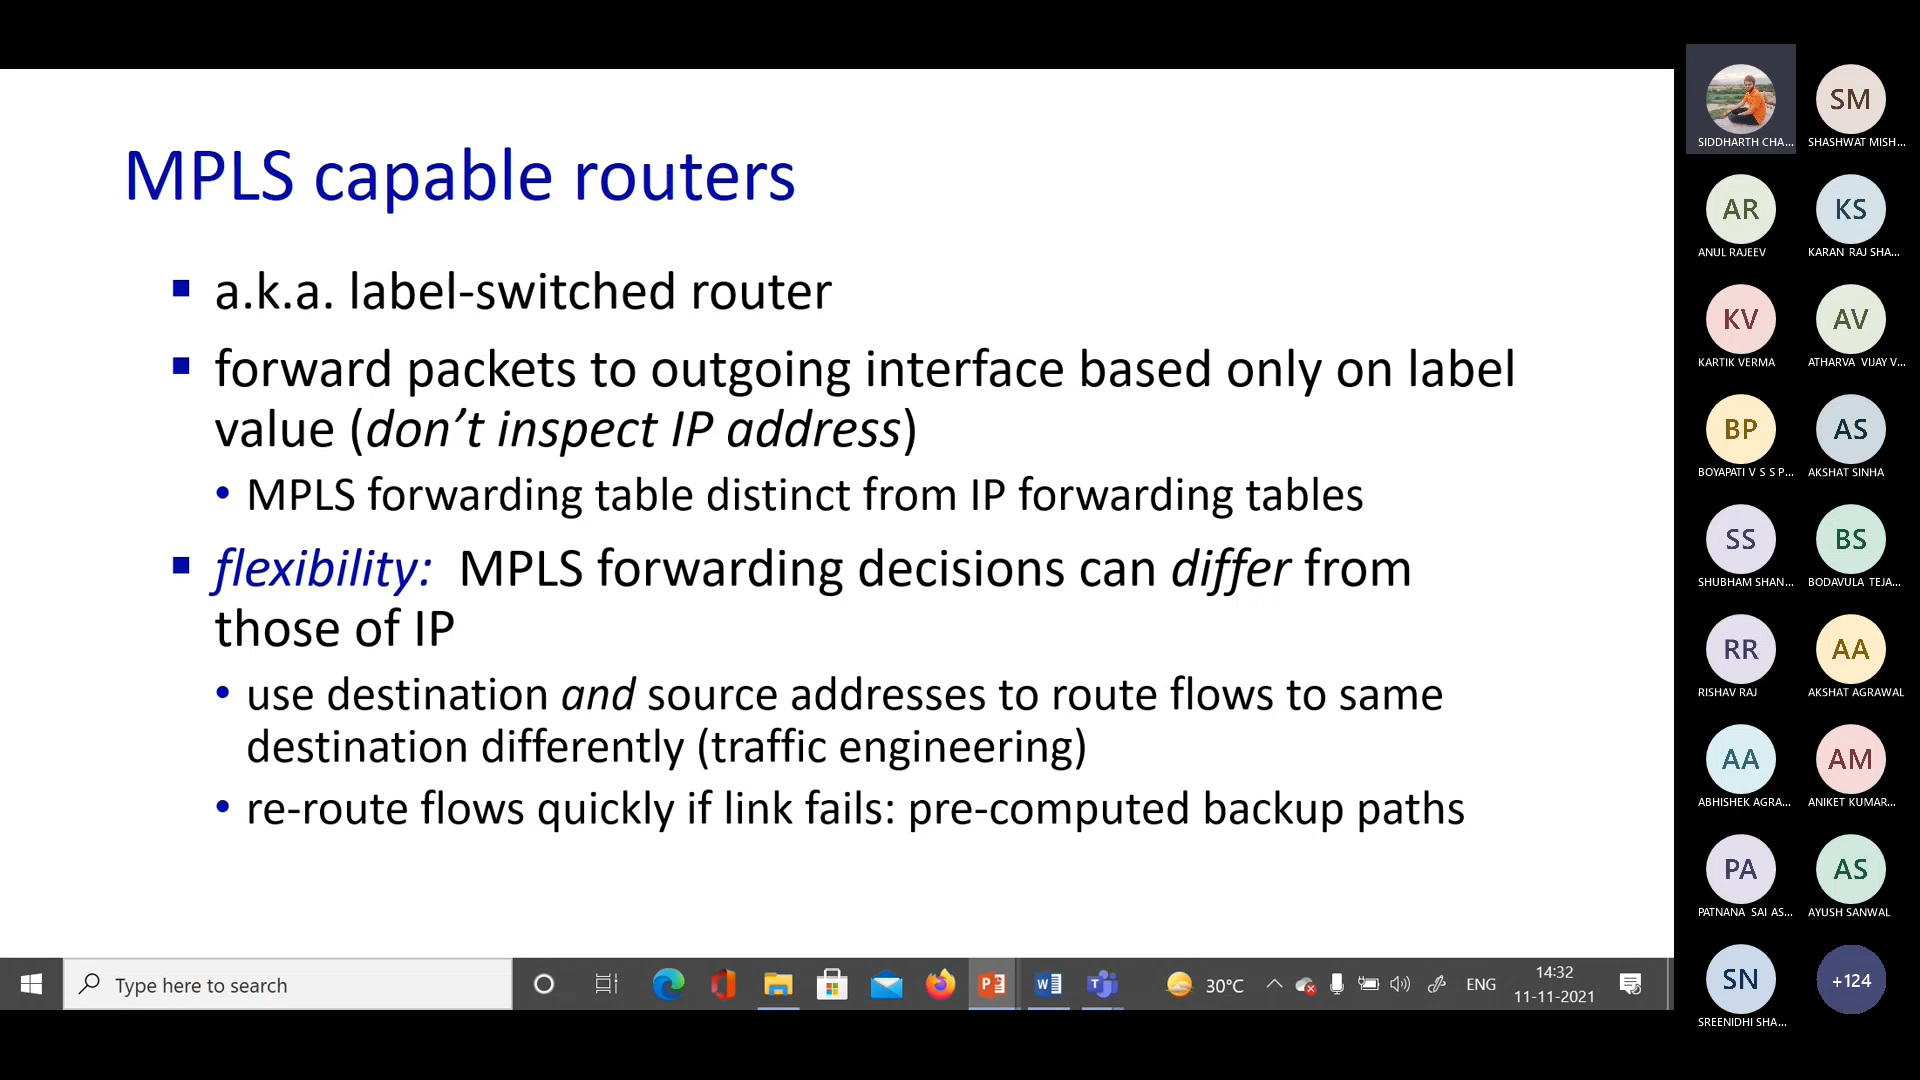 MPLS capable routers
▪ a.k.a. label-switched router
▪ forward packets to outgoing interface based only on label
value (don’t inspect IP address)
• MPLS forwarding table distinct from IP forwarding tables
▪ flexibility: MPLS forwarding decisions can differ from
those of IP
• use destination and source addresses to route flows to same
destination differently (traffic engineering)
• re-route flows quickly if link fails: pre-computed backup paths
Type here to search
30°C
ENG
14:32
11-11-2021
SIDDHARTH CHA...
SM
SHASHWAT MISH...
AR
ANUL RAJEEV
KS
KARAN RAJ SHA...
KV
KARTIK VERMA
AV
ATHARVA VIJAY V...
BP
BOYAPATI V S S P...
AS
AKSHAT SINHA
SS
SHUBHAM SHAN...
BS
BODAVULA TEJA...
RR
RISHAV RAJ
AA
AKSHAT AGRAWAL
AA
ABHISHEK AGRA...
AM
ANIKET KUMAR...
PA
PATNANA SAI AS...
AS
AYUSH SANWAL
SN
SREENIDHI SHA...
+124